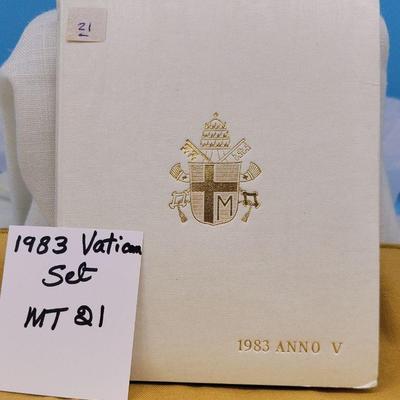 21
M
1983 ANNO V
1983 Vatican
Set
MT 21